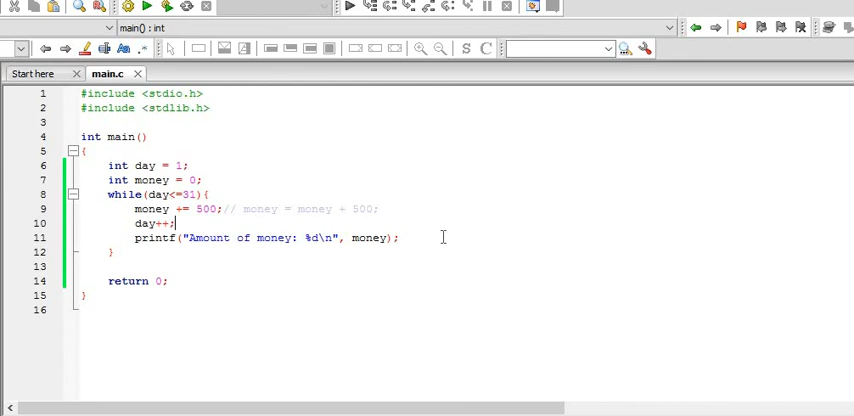 main() : int
.*
S C
Start here × main.c ×
1 #include <stdio.h>
2 #include <stdlib.h>
3
4 int main()
5 {
6 int day = 1;
7 int money = 0;
8 while(day<=31){
9 money += 500;// money = money + 500;
10 day++;
11 printf("Amount of money: %d\n", money);
12 }
13
14 return 0;
15 }
16